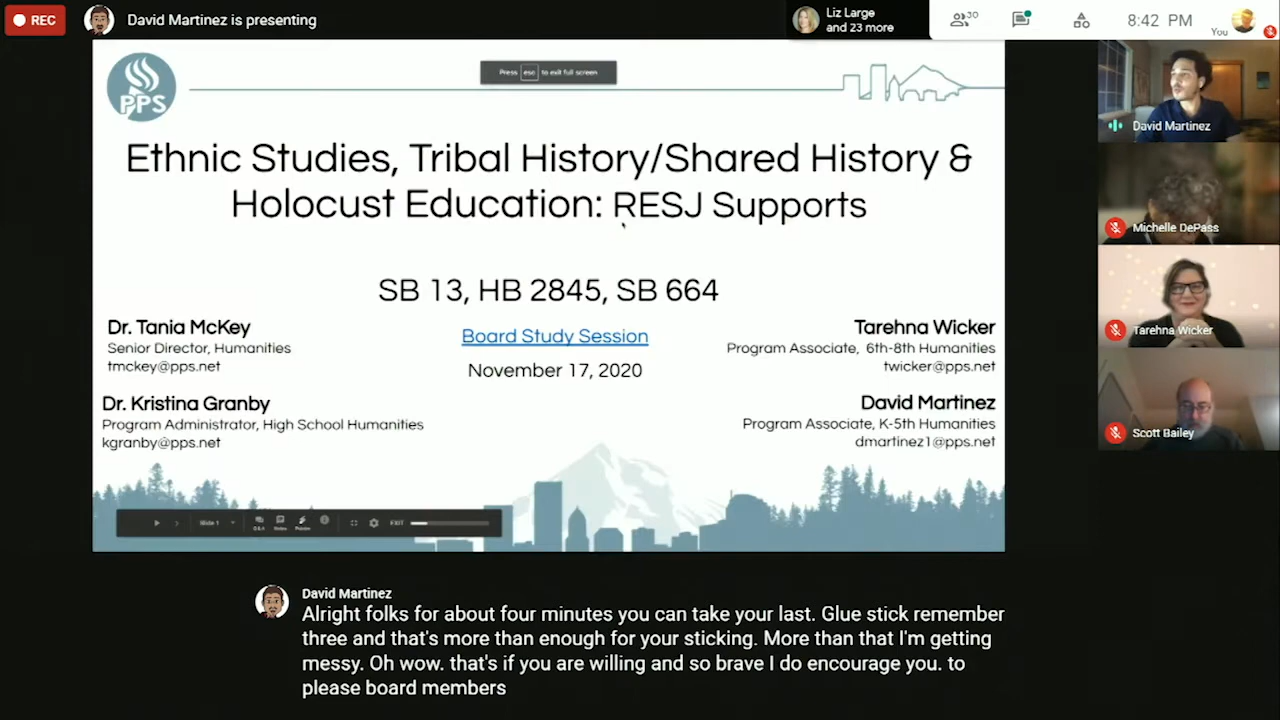 REC
David Martinez is presenting
Liz Large
and 23 more
30
8:42 PM
You
PPS
Press esc to exit full screen
Ethnic Studies, Tribal History/Shared History &
Holocust Education: RESJ Supports
SB 13, HB 2845, SB 664
Dr. Tania McKey
Senior Director, Humanities
tmckey@pps.net
Board Study Session
November 17, 2020
Tarehna Wicker
Program Associate, 6th-8th Humanities
twicker@pps.net
Dr. Kristina Granby
Program Administrator, High School Humanities
kgranby@pps.net
David Martinez
Program Associate, K-5th Humanities
dmartinez1@pps.net
Slide 1
Q&A
Notes
Pointer
EXIT
David Martinez
Michelle DePass
Tarehna Wicker
Scott Bailey
David Martinez
Alright folks for about four minutes you can take your last. Glue stick remember
three and that's more than enough for your sticking. More than that I'm getting
messy. Oh wow. that's if you are willing and so brave I do encourage you. to
please board members